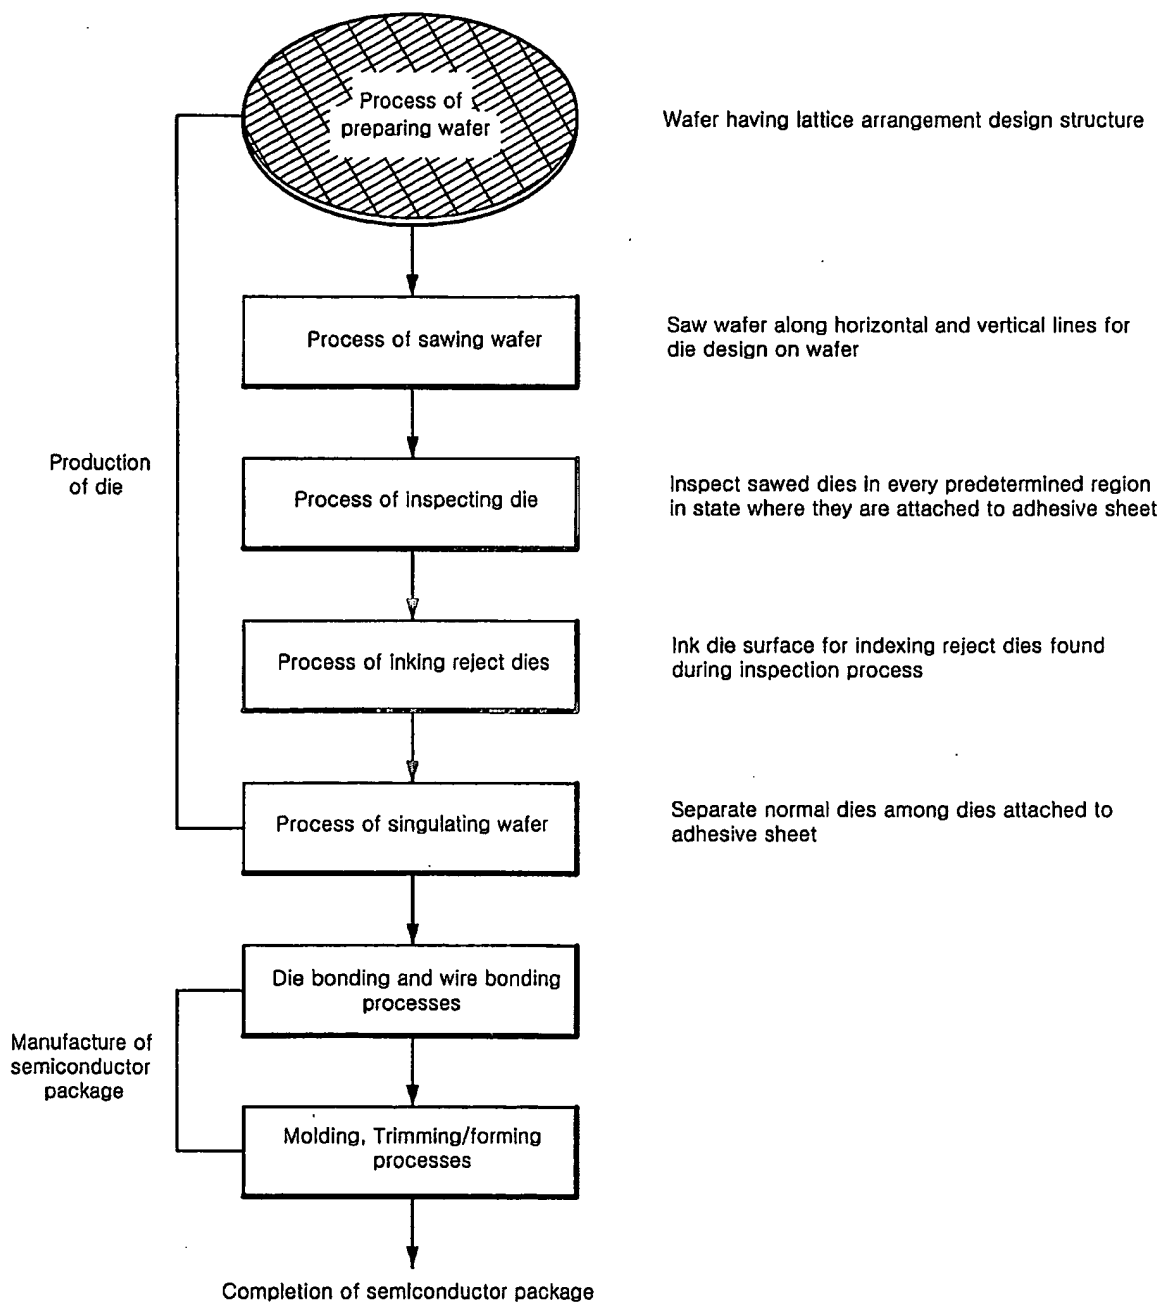 Process of
preparing wafer
Wafer having lattice arrangement design structure
Process of sawing wafer
Saw wafer along horizontal and vertical lines for
die design on wafer
Production
of die
Process of inspecting die
Inspect sawed dies in every predetermined region
in state where they are attached to adhesive sheet
Process of inking reject dies
Ink die surface for indexing reject dies found
during inspection process
Process of singulating wafer
Separate normal dies among dies attached to
adhesive sheet
Die bonding and wire bonding
processes
Manufacture of
semiconductor
package
Molding, Trimming/forming
processes
Completion of semiconductor package